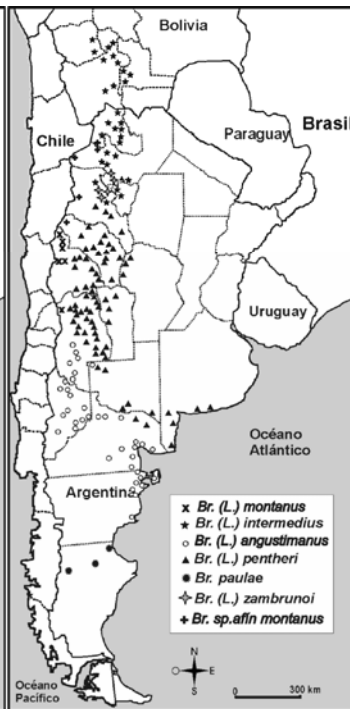 Bolivia
Brasil
Chile
Paraguay
Uruguay
Océano
Atlántico
Argentina
x Br. (L.) montanus
★ Br. (L.) intermedius
○ Br. (L.) angustimanus
▲ Br. (L.) pentheri
● Br. paulae
Br. (L.) zambrunoi
+ Br. sp.afín montanus
Océano
Pacífico
N
O E
S
0 300 km